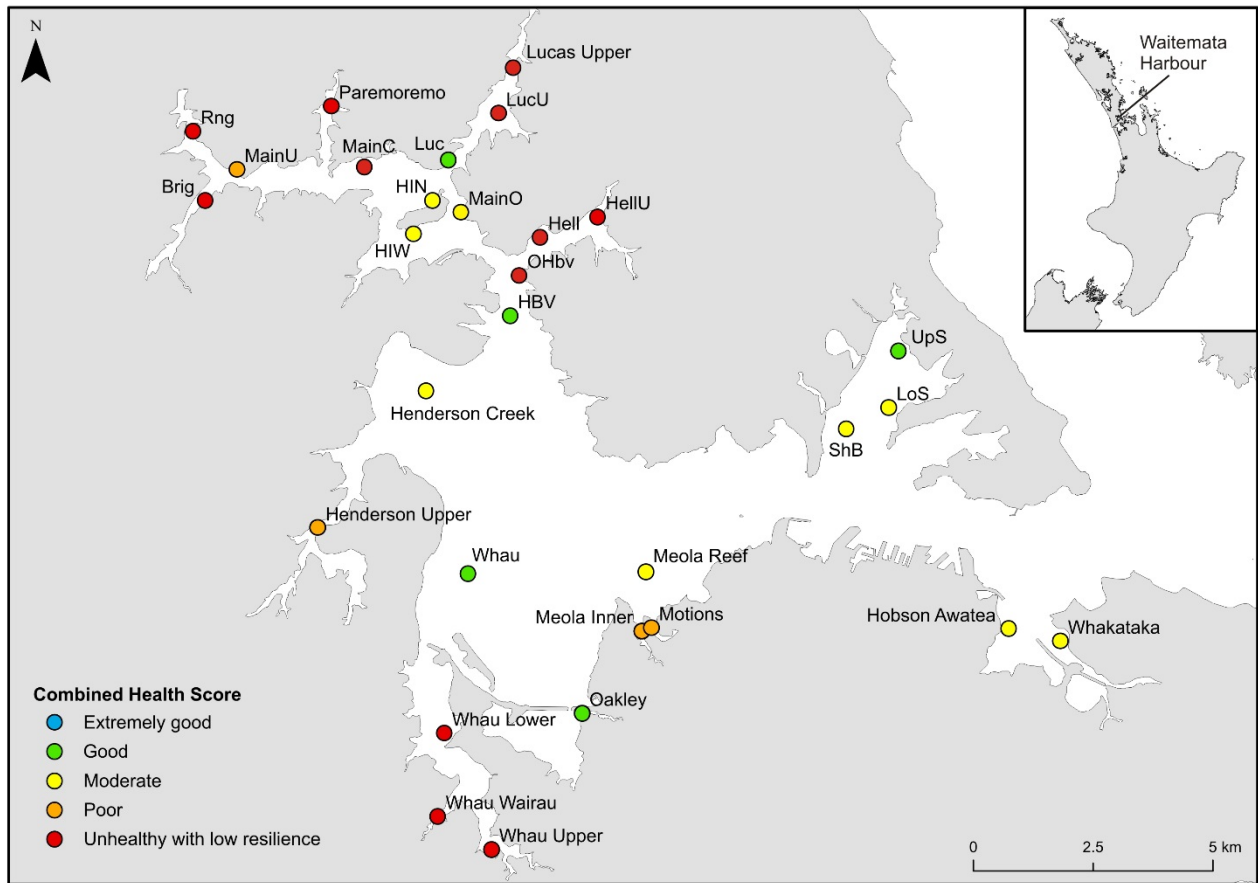 N
Waitemata
Harbour
Lucas Upper
Paremoremo
LucU
Rng
MainU
MainC
Luc
Brig
HIN
MainO
HellU
Hell
HIW
OHbv
HBV
UpS
LoS
Henderson Creek
ShB
Henderson Upper
Whau
Meola Reef
Meola Inner
Motions
Hobson Awatea
Whakataka
Oakley
Whau Lower
Whau Wairau
Whau Upper
Combined Health Score
Extremely good
Good
Moderate
Poor
Unhealthy with low resilience
0 2.5 5 km